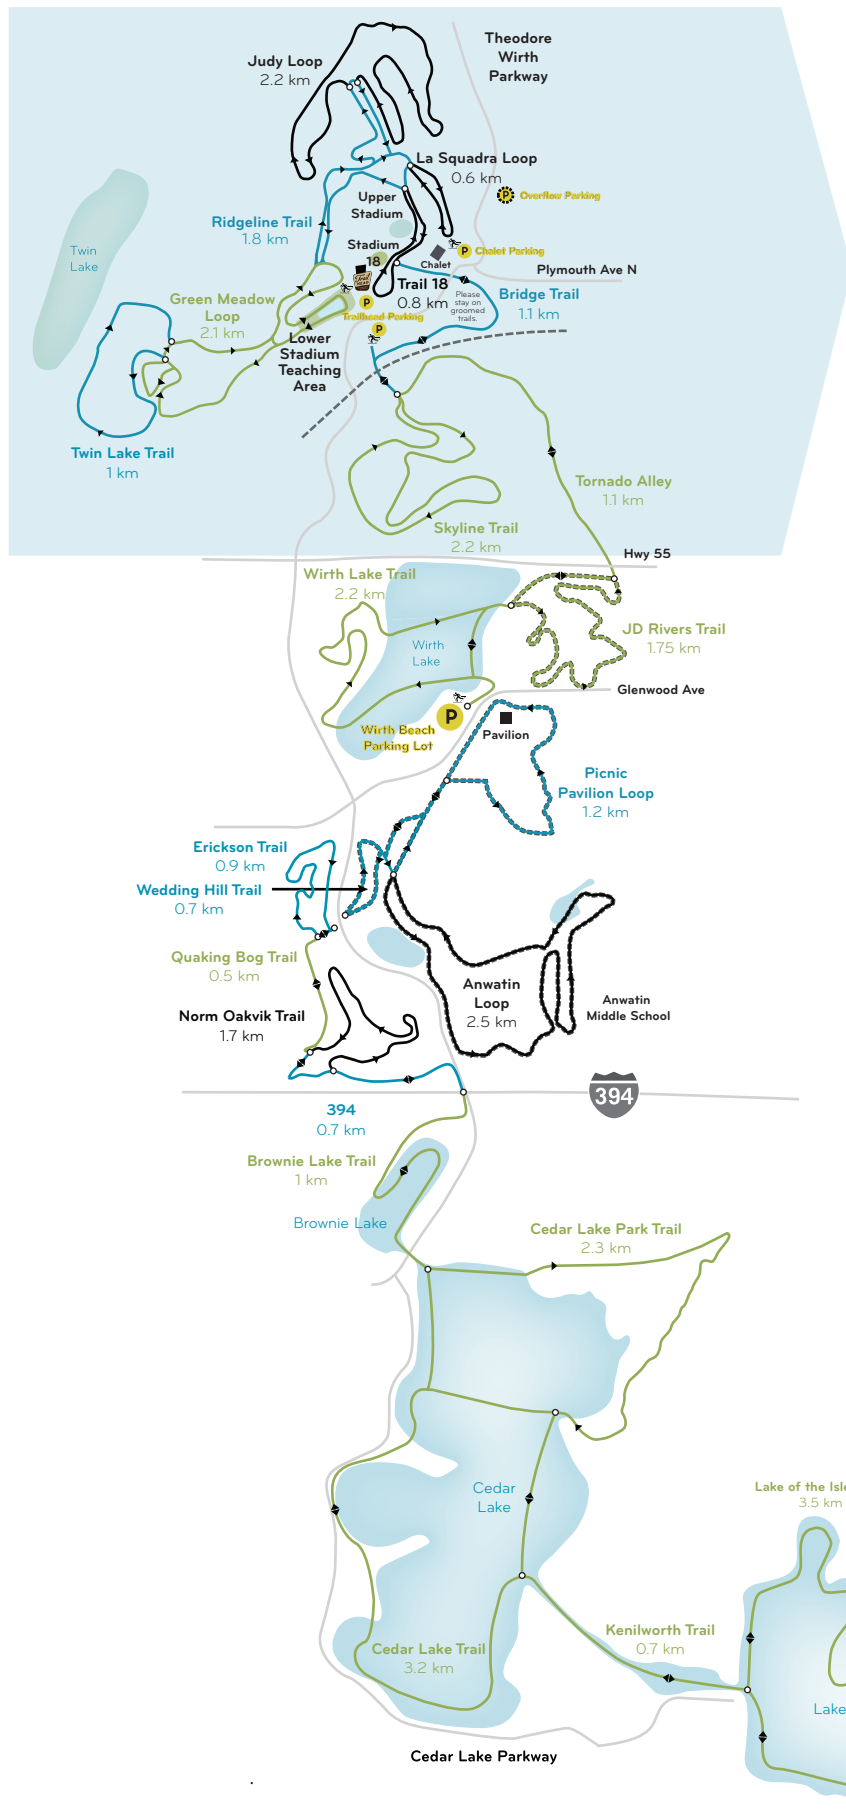 Theodore
Wirth
Parkway
Judy Loop
2.2 km
La Squadra Loop
0.6 km
P
Overflow Parking
Upper
Stadium
Ridgeline Trail
1.8 km
Stadium
18
P
Chalet Parking
Chalet
Twin
Lake
Plymouth Ave N
Trail 18
0.8 km
Please
stay on
groomed
trails.
Bridge Trail
1.1 km
Green Meadow
Loop
2.1 km
P
Trailhead Parking
P
Lower
Stadium
Teaching
Area
Twin Lake Trail
1 km
Tornado Alley
1.1 km
Skyline Trail
2.2 km
Hwy 55
Wirth Lake Trail
2.2 km
JD Rivers Trail
1.75 km
Wirth
Lake
Glenwood Ave
P
Wirth Beach
Parking Lot
Pavilion
Picnic
Pavilion Loop
1.2 km
Erickson Trail
0.9 km
Wedding Hill Trail
0.7 km
Quaking Bog Trail
0.5 km
Anwatin
Loop
2.5 km
Anwatin
Middle School
Norm Oakvik Trail
1.7 km
394
394
0.7 km
Brownie Lake Trail
1 km
Brownie Lake
Cedar Lake Park Trail
2.3 km
Cedar
Lake
Lake of the Isle
3.5 km
Kenilworth Trail
0.7 km
Cedar Lake Trail
3.2 km
Lake
Cedar Lake Parkway